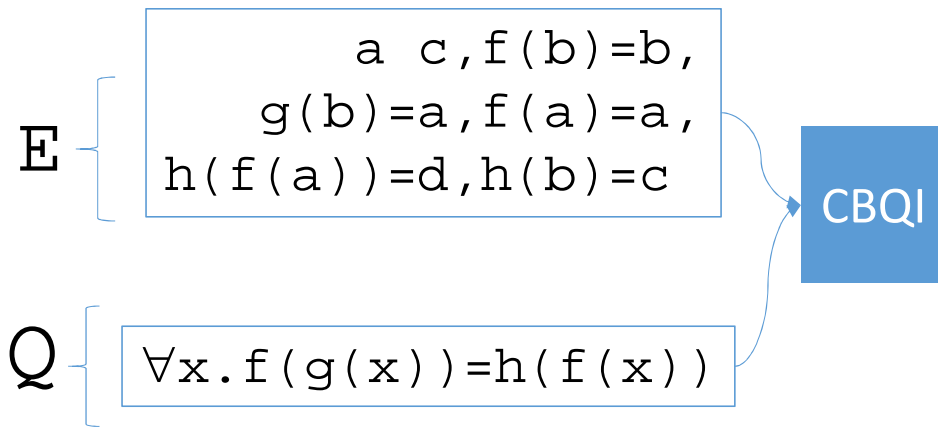 a c,f(b)=b,
g(b)=a,f(a)=a,
h(f(a))=d,h(b)=c
E
CBQI
Q
∀x.f(g(x))=h(f(x))